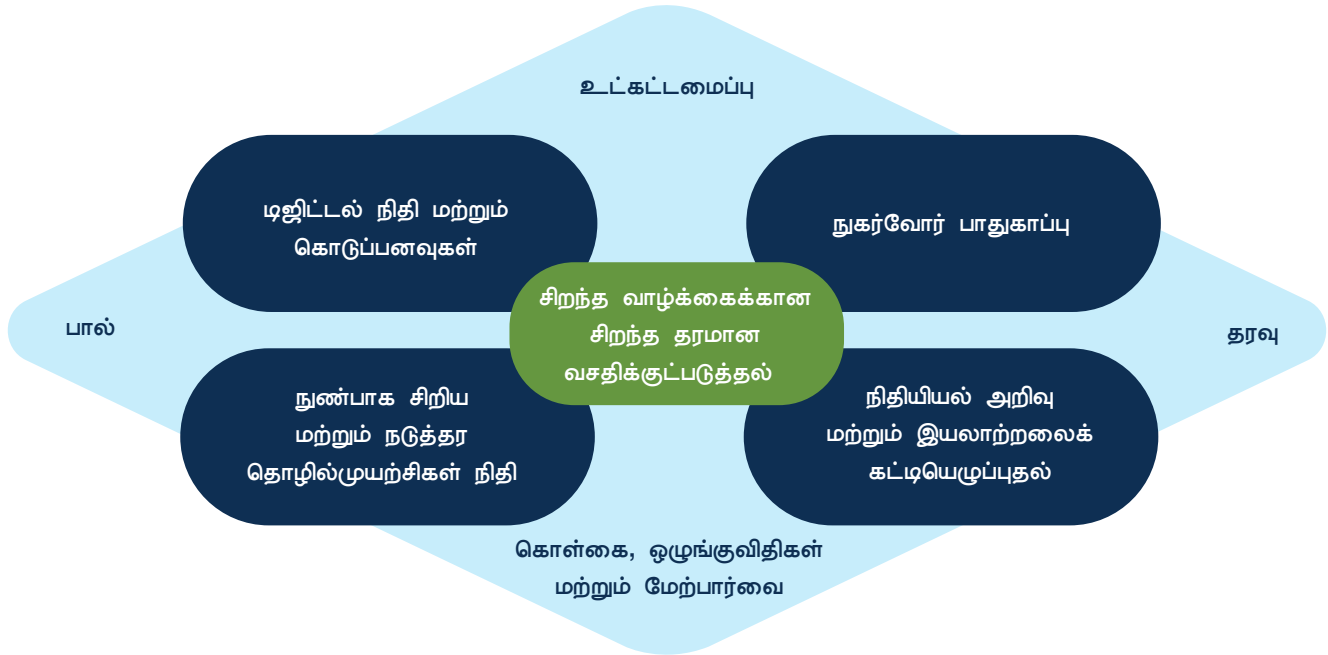 உட்கட்டமைப்பு
டிஜிட்டல் நிதி மற்றும்
கொடுப்பனவுகள்
நுகர்வோர் பாதுகாப்பு
சிறந்த வாழ்க்கைக்கான
சிறந்த தரமான
வசதிக்குட்படுத்தல்
பால்
தரவு
நுண்பாக சிறிய
மற்றும் நடுத்தர
தொழில்முயற்சிகள் நிதி
நிதியியல் அறிவு
மற்றும் இயலாற்றலைக்
கட்டியெழுப்புதல்
கொள்கை, ஒழுங்குவிதிகள்
மற்றும் மேற்பார்வை